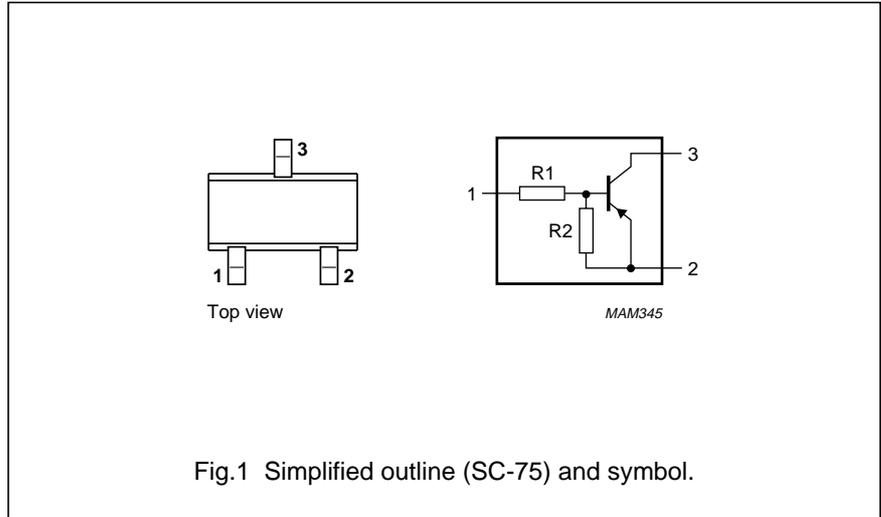 3
1
2
Top view
1
R1
R2
3
2
MAM345
Fig.1 Simplified outline (SC-75) and symbol.